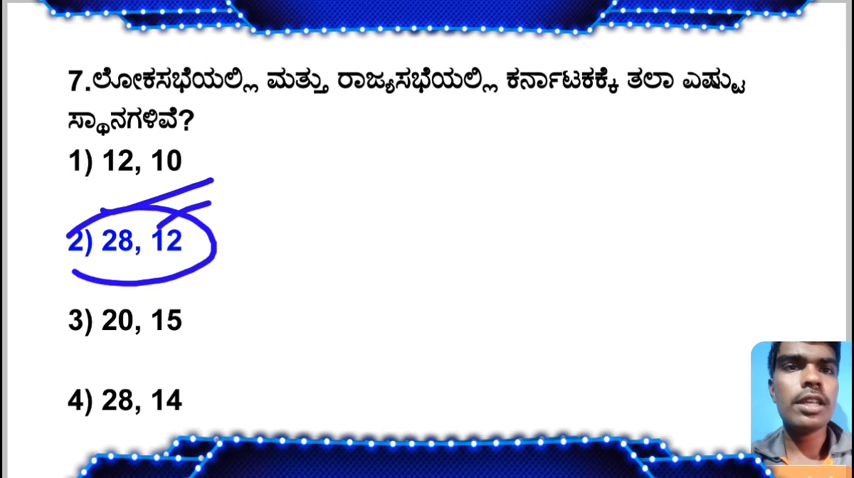 7.ಲೋಕಸಭೆಯಲ್ಲಿ ಮತ್ತು ರಾಜ್ಯಸಭೆಯಲ್ಲಿ ಕರ್ನಾಟಕಕ್ಕೆ ತಲಾ ಎಷ್ಟು
ಸ್ಥಾನಗಳಿವೆ?
1) 12, 10
2) 28, 12
3) 20, 15
4) 28, 14